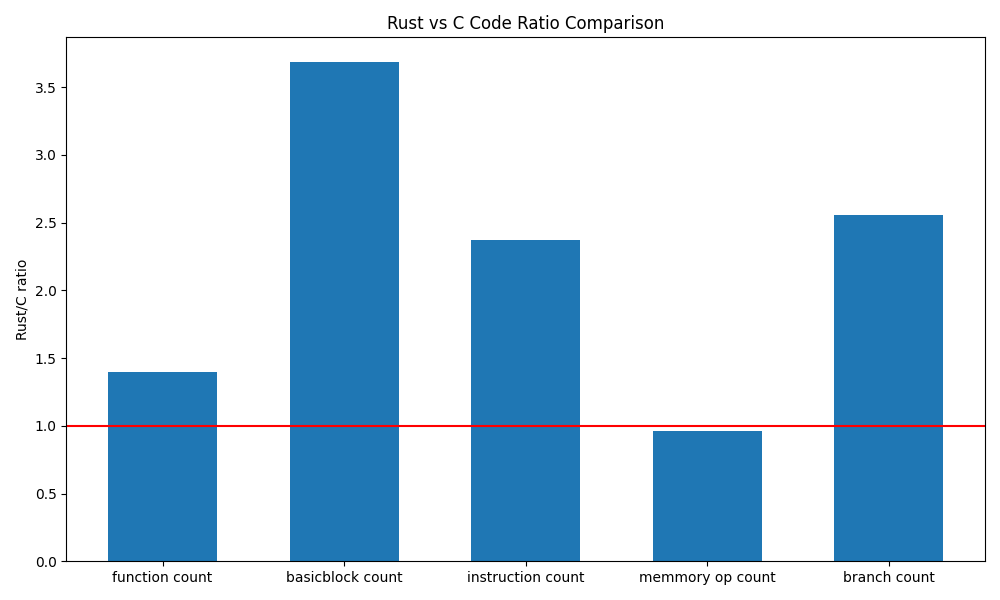 Rust vs C Code Ratio Comparison
Rust/C ratio
3.5
3.0
2.5
2.0
1.5
1.0
0.5
0.0
function count basicblock count instruction count memmory op count branch count